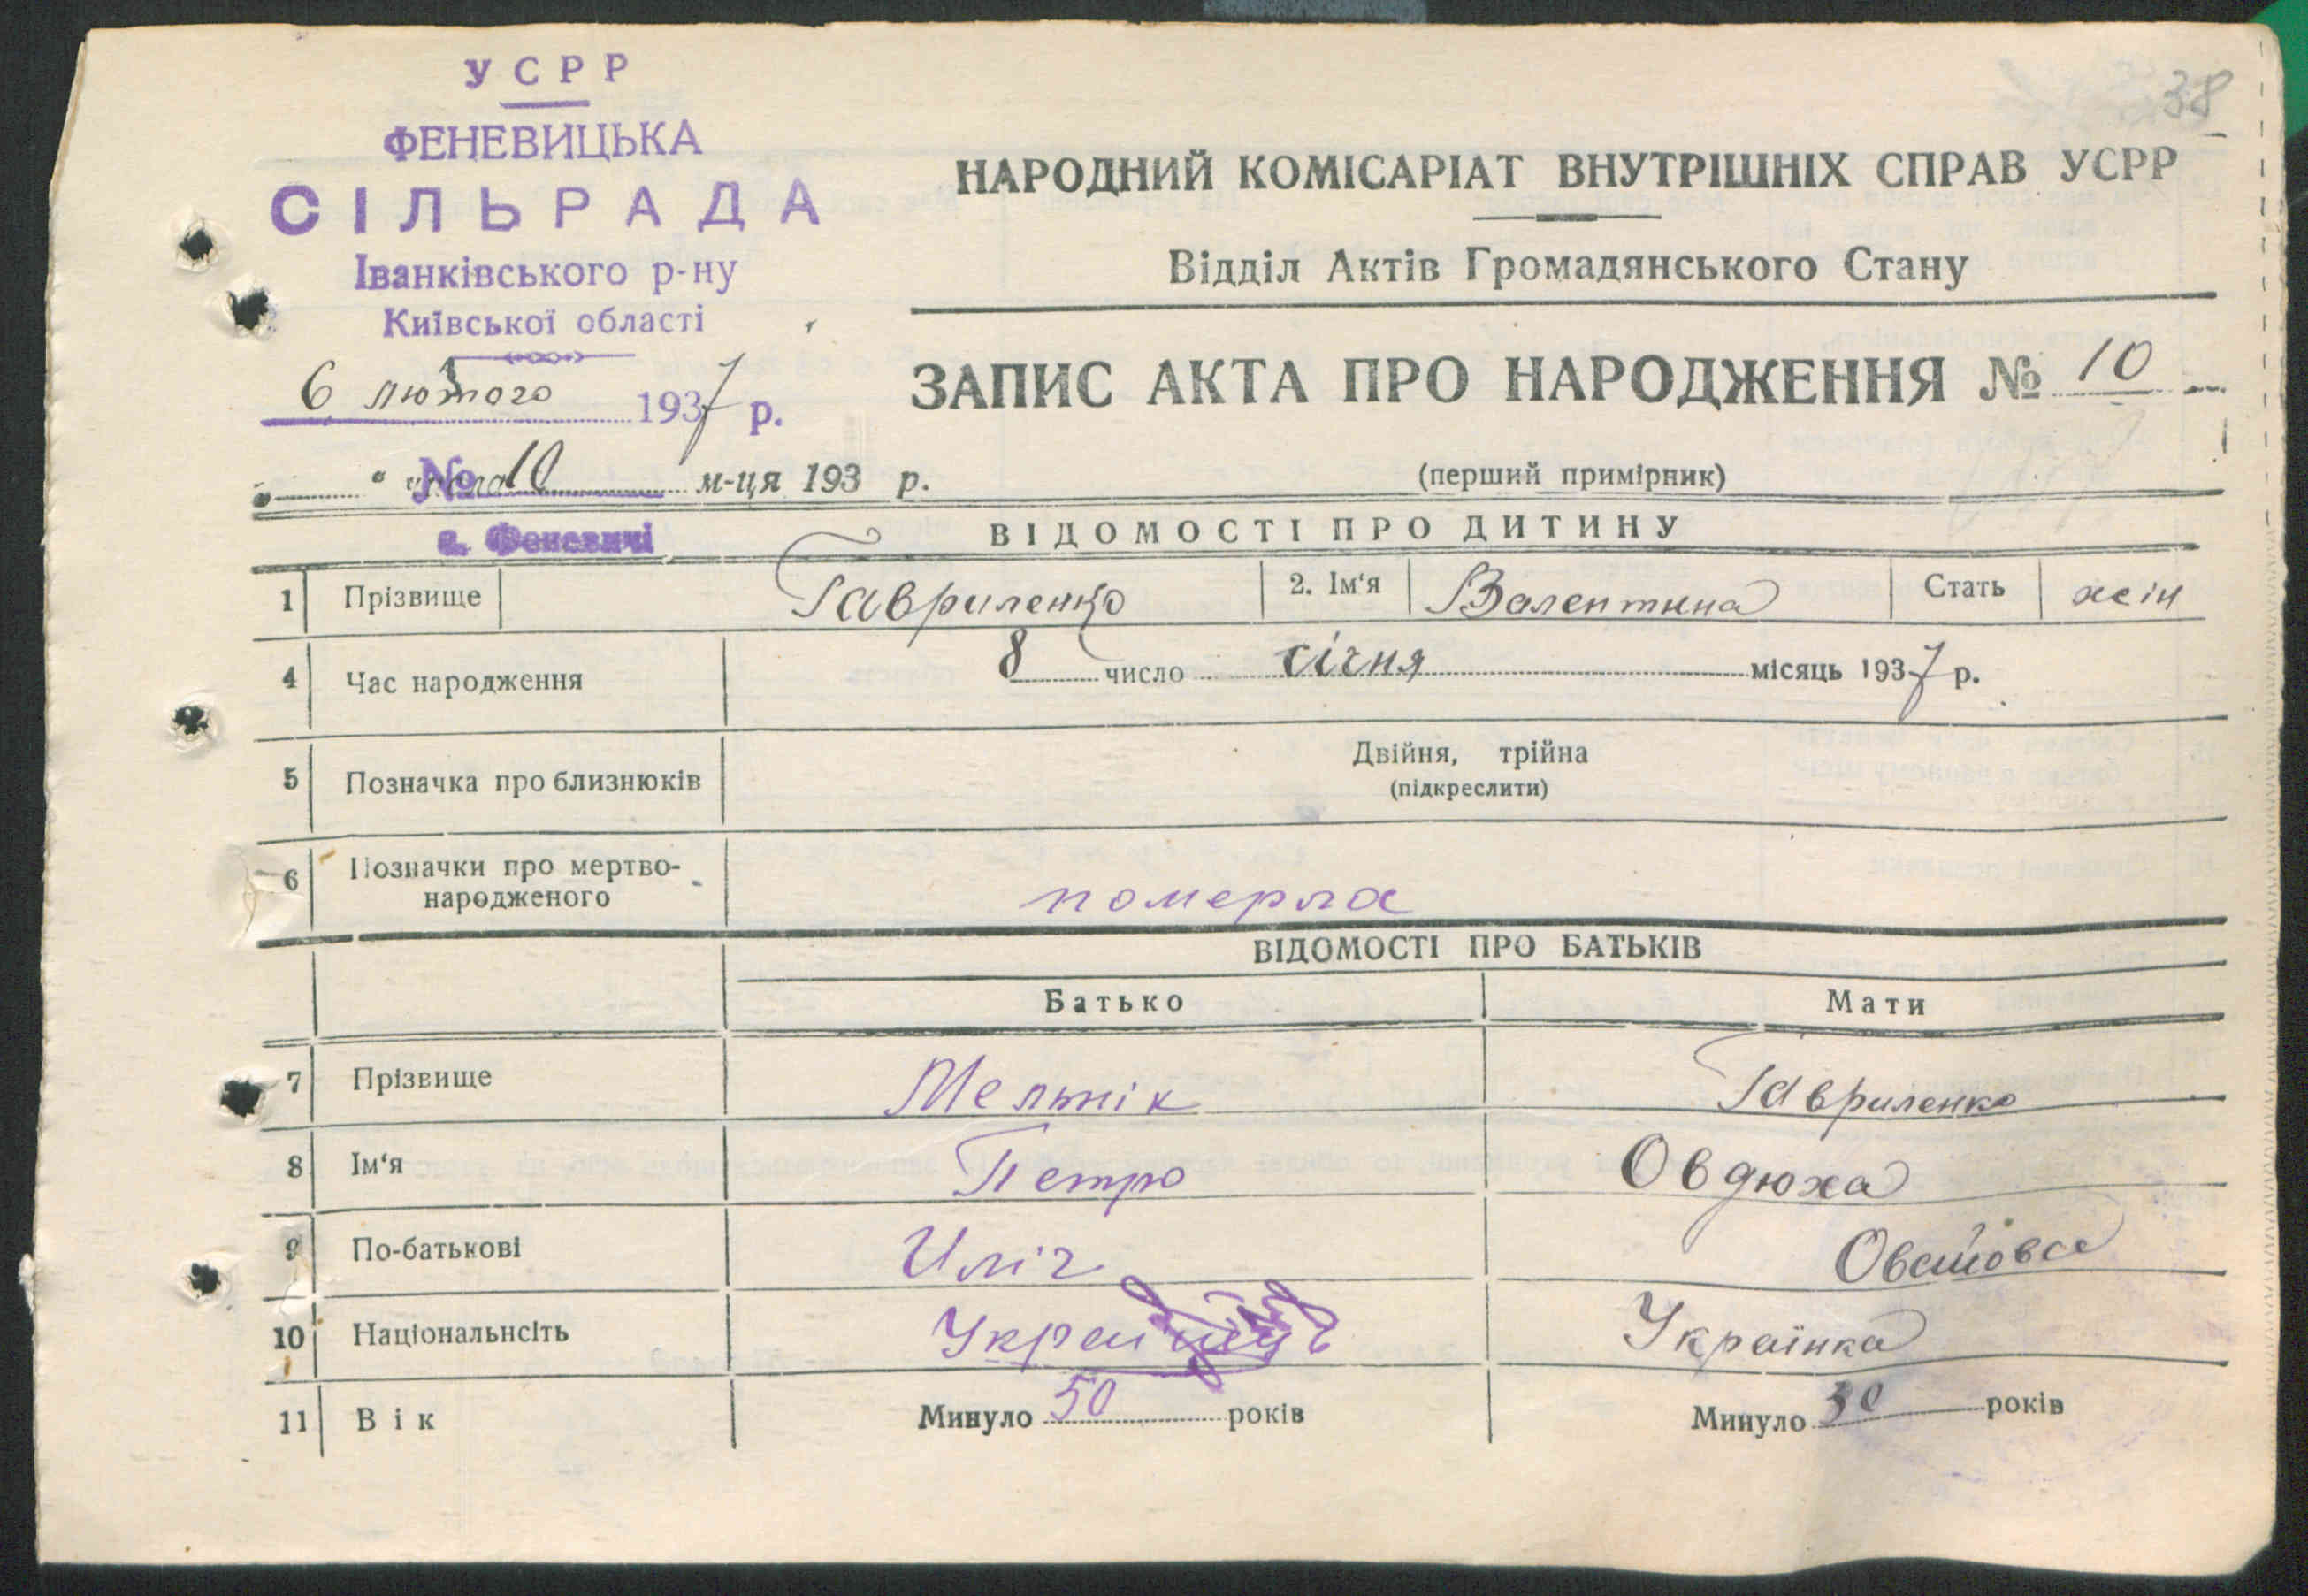 38
УСРР
ФЕНЕВИЦЬКА
СІЛЬРАДА
Іванківського р-ну
Київської області
6 лютого 1937 р.
№ 10 м-ця 193 р.
с. Феневичі
НАРОДНИЙ КОМІСАРІАТ ВНУТРІШНІХ СПРАВ УСРР
Відділ Актів Громадянського Стану
ЗАПИС АКТА ПРО НАРОДЖЕННЯ № 10
(перший примірник)
ВІДОМОСТІ ПРО ДИТИНУ
1 Прізвище Гавриленко 2. Ім'я Валентина Стать жін
4 Час народження 8 число січня місяць 1937 р.
5 Позначка про близнюків Двійня, трійна
(підкреслити)
6 Позначки про мертво-
народженого померла
ВІДОМОСТІ ПРО БАТЬКІВ
Батько Мати
7 Прізвище Мельнік Гавриленко
8 Ім'я Петро Овдюха
9 По-батькові Иліч
10 Національнсіть Українка
11 Вік Минуло 50 років Минуло 30 років